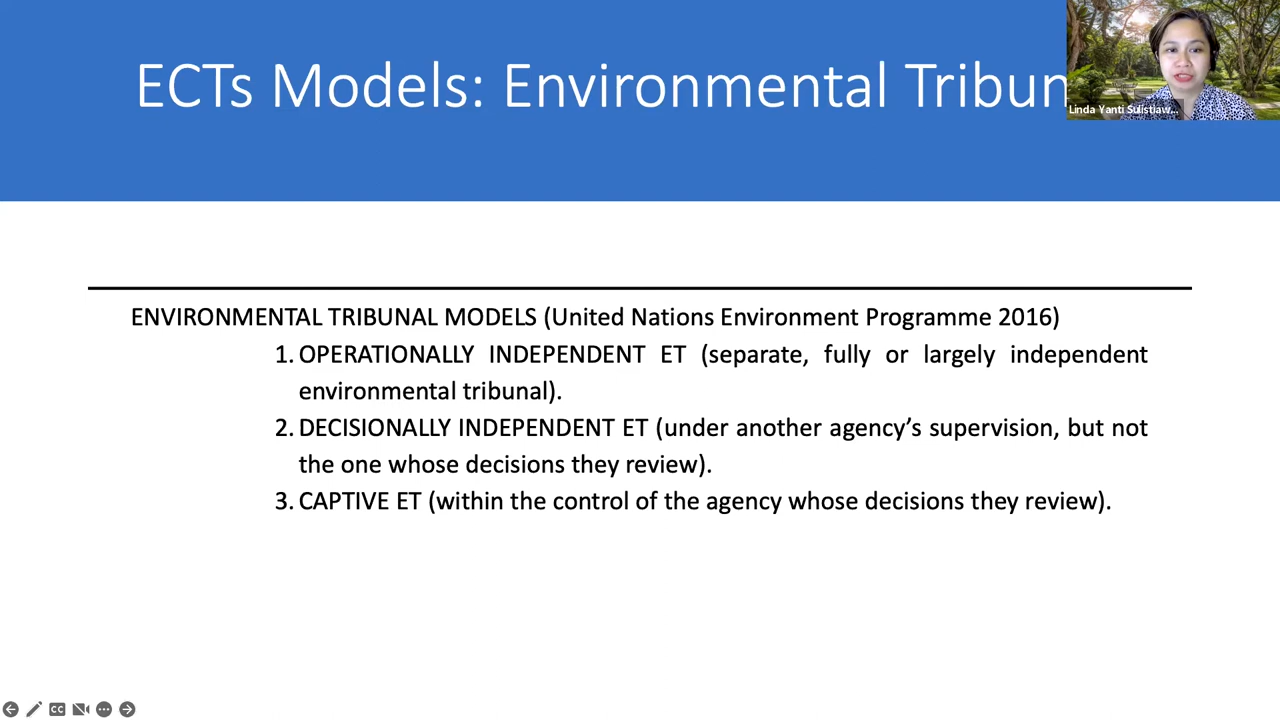 ECTs Models: Environmental Tribun
Linda Yanti Sulistiaw...
ENVIRONMENTAL TRIBUNAL MODELS (United Nations Environment Programme 2016)
1. OPERATIONALLY INDEPENDENT ET (separate, fully or largely independent
environmental tribunal).
2. DECISIONALLY INDEPENDENT ET (under another agency’s supervision, but not
the one whose decisions they review).
3. CAPTIVE ET (within the control of the agency whose decisions they review).
CC